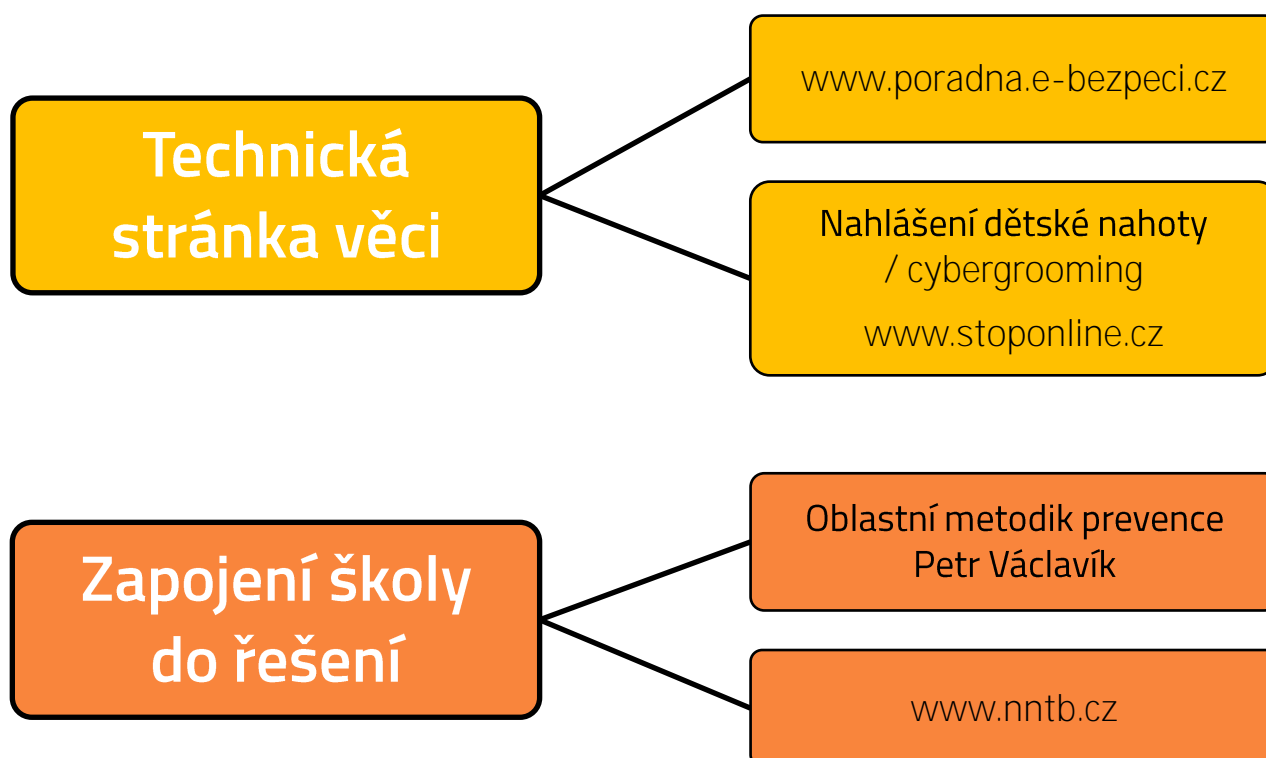 Technická
stránka věci
www.poradna.e-bezpeci.cz
Nahlášení dětské nahoty
/ cybergrooming
www.stoponline.cz
Zapojení školy
do řešení
Oblastní metodik prevence
Petr Václavík
www.nntb.cz